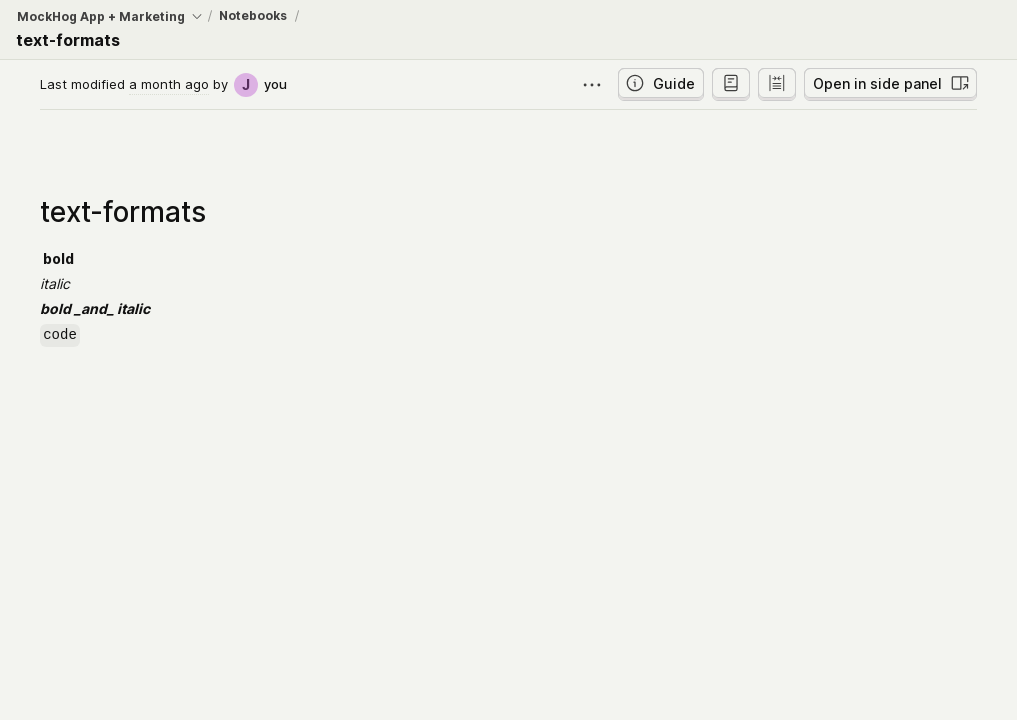 MockHog App + Marketing / Notebooks /
text-formats
Last modified a month ago by J you
Guide
Open in side panel
text-formats
bold
italic
bold _and_ italic
code